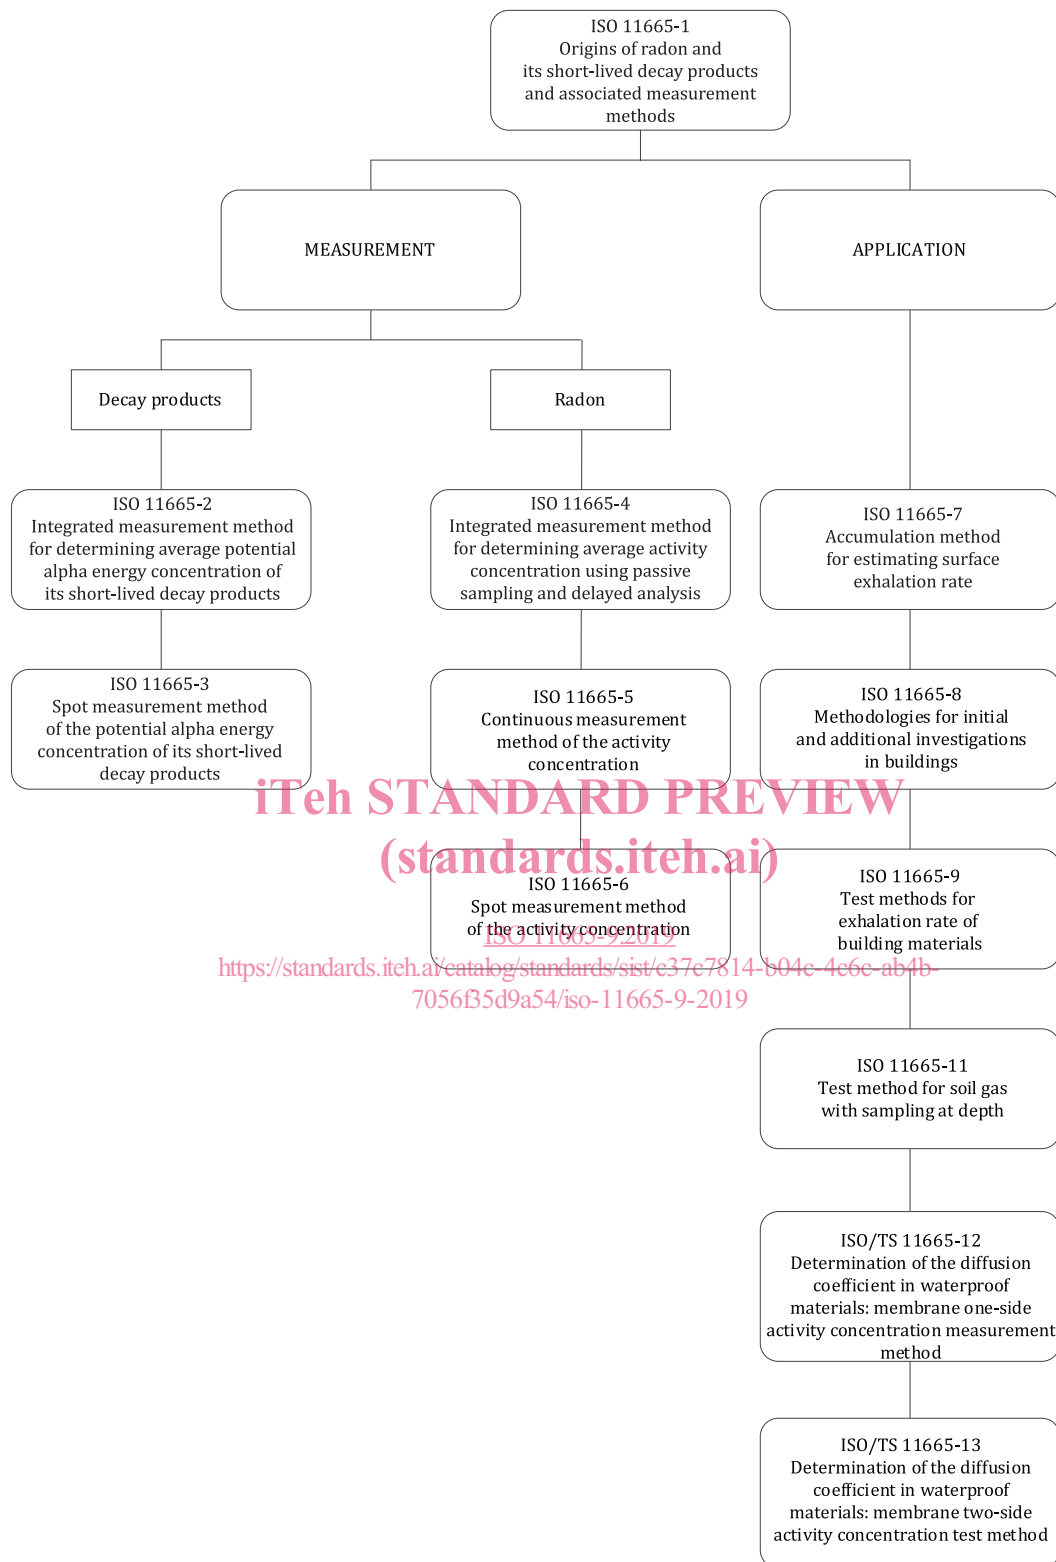 ISO 11665-1
Origins of radon and
its short-lived decay products
and associated measurement
methods
MEASUREMENT
APPLICATION
Decay products
Radon
ISO 11665-2
Integrated measurement method
for determining average potential
alpha energy concentration of
its short-lived decay products
ISO 11665-4
Integrated measurement method
for determining average activity
concentration using passive
sampling and delayed analysis
ISO 11665-7
Accumulation method
for estimating surface
exhalation rate
ISO 11665-3
Spot measurement method
of the potential alpha energy
concentration of its short-lived
decay products
ISO 11665-5
Continuous measurement
method of the activity
concentration
ISO 11665-8
Methodologies for initial
and additional investigations
in buildings
iTeh STANDARD PREVIEW
(standards.iteh.ai)
ISO 11665-6
Spot measurement method
of the activity concentration
ISO 11665-9
Test methods for
exhalation rate of
building materials
ISO 11665-9:2019
https://standards.iteh.ai/catalog/standards/sist/c37c7814-b04c-4c6c-ab4b-
7056f35d9a54/iso-11665-9-2019
ISO 11665-11
Test method for soil gas
with sampling at depth
ISO/TS 11665-12
Determination of the diffusion
coefficient in waterproof
materials: membrane one-side
activity concentration measurement
method
ISO/TS 11665-13
Determination of the diffusion
coefficient in waterproof
materials: membrane two-side
activity concentration test method